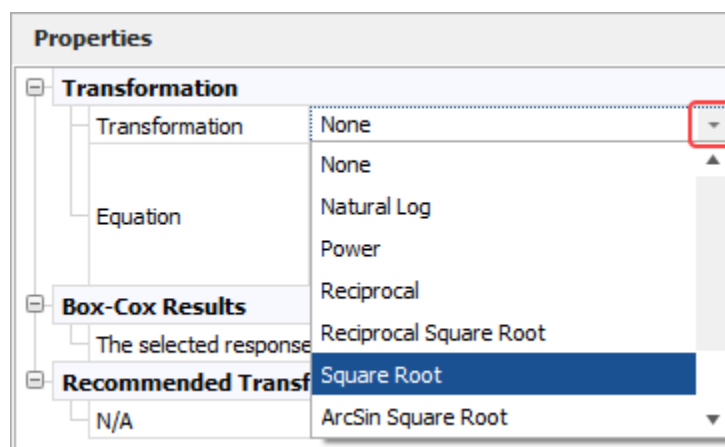 Properties
Transformation
Transformation None
None
Natural Log
Equation
Power
Reciprocal
Box-Cox Results
Reciprocal Square Root
The selected response
Square Root
Recommended Transf
N/A
ArcSin Square Root